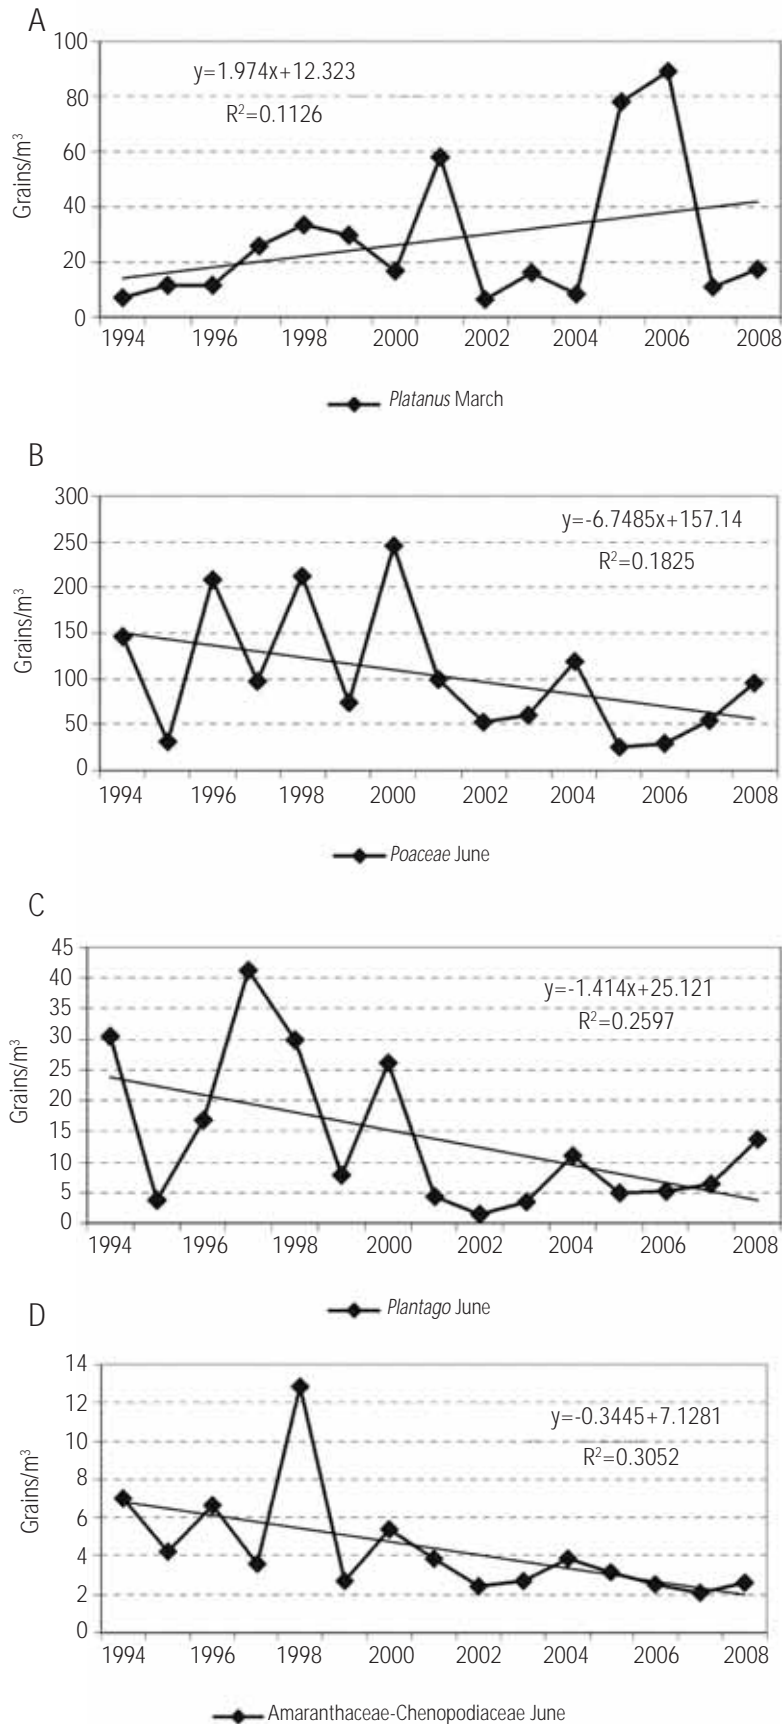 A
100
80
60
40
20
0
Grains/m³
y=1.974x+12.323
R²=0.1126
1994 1996 1998 2000 2002 2004 2006 2008
Platanus March
B
300
250
200
150
100
50
0
Grains/m³
y=-6.7485x+157.14
R²=0.1825
1994 1996 1998 2000 2002 2004 2006 2008
Poaceae June
C
45
40
35
30
25
20
15
10
5
0
Grains/m³
y=-1.414x+25.121
R²=0.2597
1994 1996 1998 2000 2002 2004 2006 2008
Plantago June
D
14
12
10
8
6
4
2
0
Grains/m³
y=-0.3445+7.1281
R²=0.3052
1994 1996 1998 2000 2002 2004 2006 2008
Amaranthaceae-Chenopodiaceae June